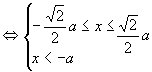 ⇔ { -√2/2 a ≤ x ≤ √2/2 a
x < -a